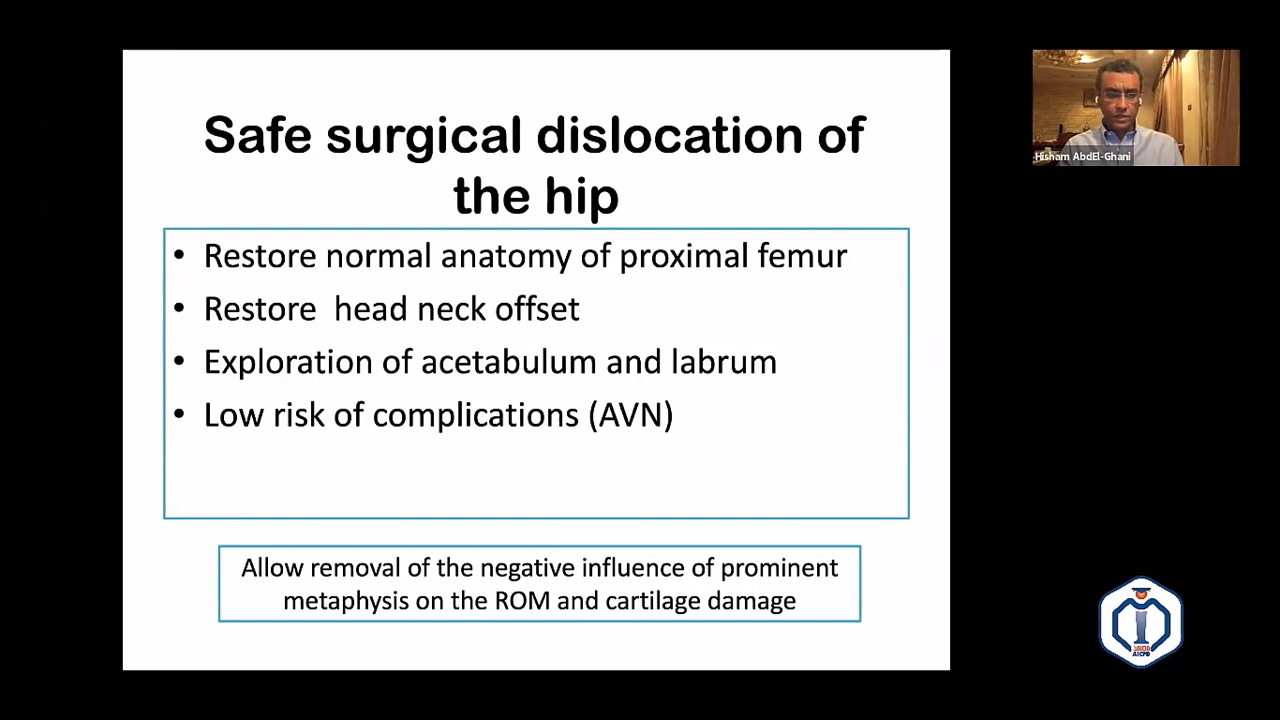 Safe surgical dislocation of
the hip
• Restore normal anatomy of proximal femur
• Restore head neck offset
• Exploration of acetabulum and labrum
• Low risk of complications (AVN)
Allow removal of the negative influence of prominent
metaphysis on the ROM and cartilage damage
Hisham AbdEl-Ghani